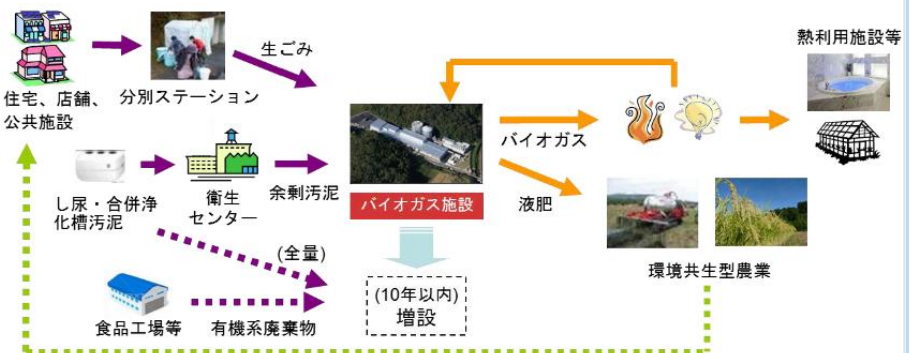 住宅、店舗、
公共施設
分別ステーション
生ごみ
熱利用施設等
バイオガス
し尿・合併浄
化槽汚泥
衛生
センター
余剰汚泥
バイオガス施設
液肥
(全量)
(10年以内)
増設
環境共生型農業
食品工場等
有機系廃棄物